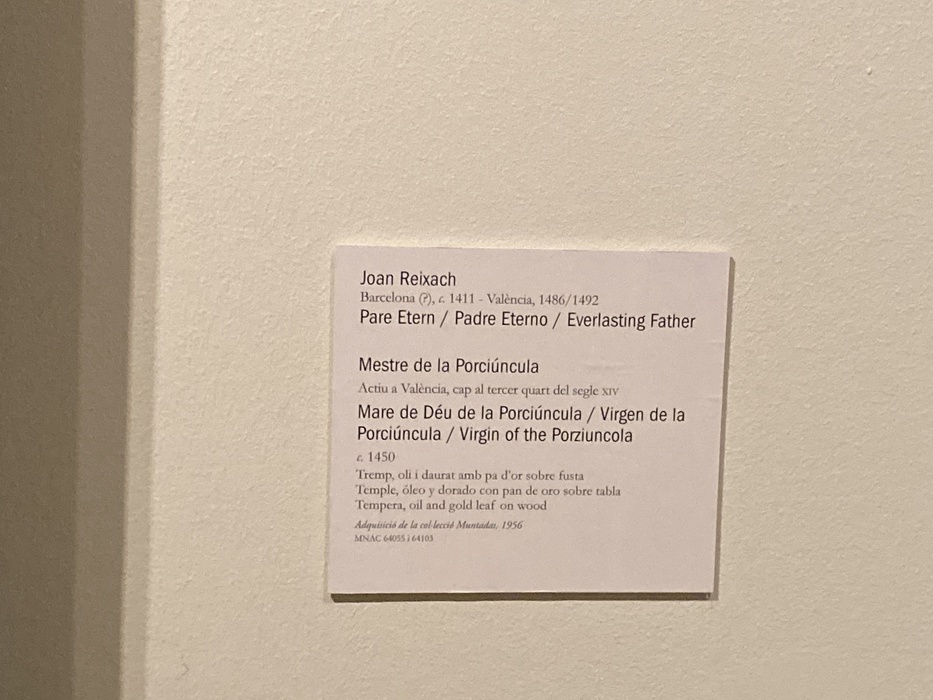 Joan Reixach
Barcelona (?), c. 1411 - València, 1486/1492
Pare Etern / Padre Eterno / Everlasting Father
Mestre de la Porciúncula
Actiu a València, cap al tercer quart del segle XIV
Mare de Déu de la Porciúncula / Virgen de la
Porciúncula / Virgin of the Porziuncola
c. 1450
Tremp, oli i daurat amb pa d'or sobre fusta
Temple, óleo y dorado con pan de oro sobre tabla
Tempera, oil and gold leaf on wood
Adquisició de la col·lecció Muntadas, 1956
MNAC 64055 i 64103